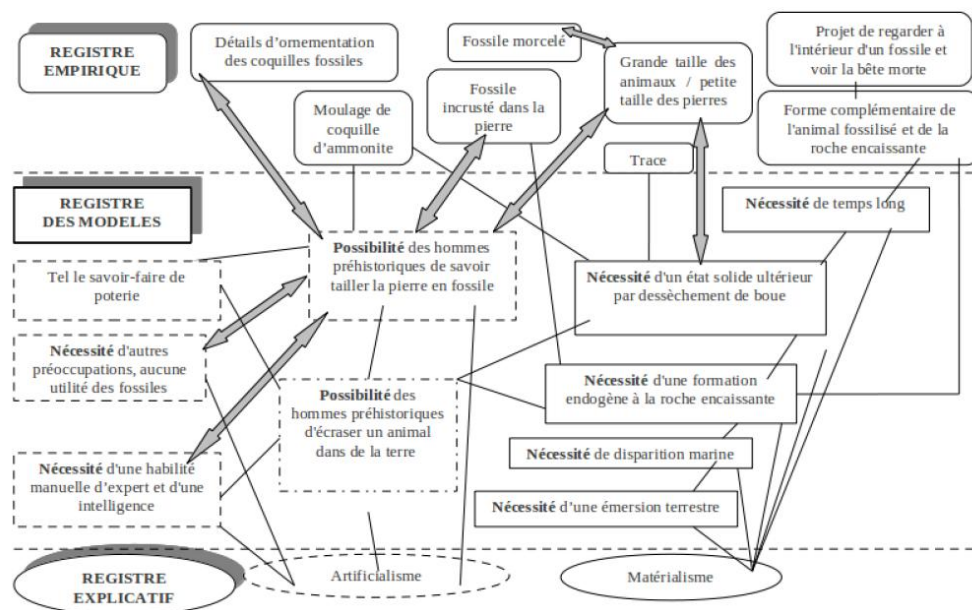 REGISTRE
EMPIRIQUE
Détails d'ornementation
des coquilles fossiles
Fossile morcelé
Grande taille des
animaux / petite
taille des pierres
Projet de regarder à
l'intérieur d'un fossile et
voir la bête morte
Moulage de
coquille
d'ammonite
Fossile
incrusté dans la
pierre
Trace
Forme complémentaire de
l'animal fossilisé et de la
roche encaissante
REGISTRE
DES MODELES
Nécessité de temps long
Tel le savoir-faire de
poterie
Possibilité des hommes
préhistoriques de savoir
tailler la pierre en fossile
Nécessité d'un état solide ultérieur
par dessèchement de boue
Nécessité d'autres
préoccupations, aucune
utilité des fossiles
Possibilité des
hommes préhistoriques
d'écraser un animal
dans de la terre
Nécessité d'une formation
endogène à la roche encaissante
Nécessité de disparition marine
Nécessité d'une habilité
manuelle d'expert et d'une
intelligence
Nécessité d'une émersion terrestre
REGISTRE
EXPLICATIF
Artificialisme
Matérialisme